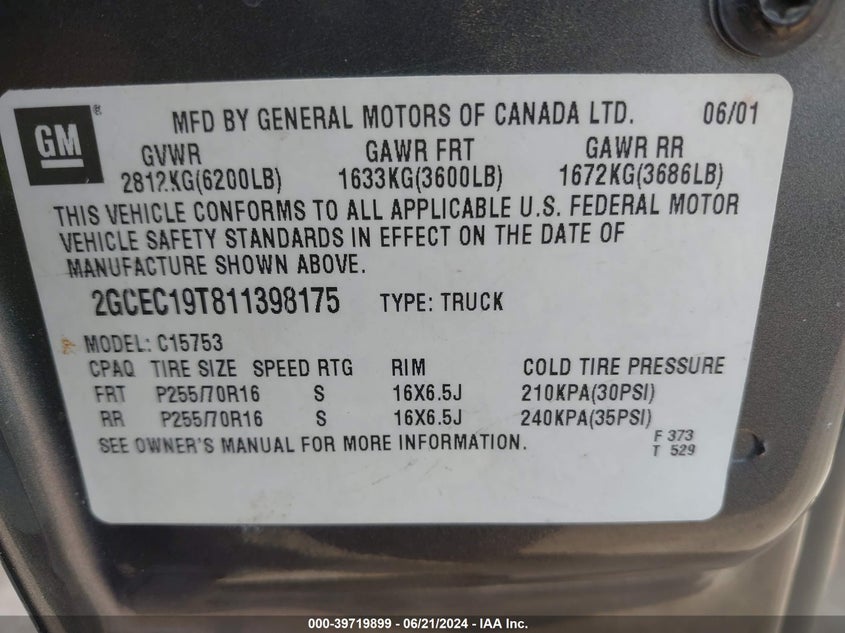 GM ®
MFD BY GENERAL MOTORS OF CANADA LTD. 06/01
GVWR GAWR FRT GAWR RR
2812KG(6200LB) 1633KG(3600LB) 1672KG(3686LB)
THIS VEHICLE CONFORMS TO ALL APPLICABLE U.S. FEDERAL MOTOR
VEHICLE SAFETY STANDARDS IN EFFECT ON THE DATE OF
MANUFACTURE SHOWN ABOVE.
2GCEC19T811398175 TYPE: TRUCK
MODEL: C15753
CPAQ TIRE SIZE SPEED RTG RIM COLD TIRE PRESSURE
FRT P255/70R16 S 16X6.5J 210KPA(30PSI)
RR P255/70R16 S 16X6.5J 240KPA(35PSI)
SEE OWNER'S MANUAL FOR MORE INFORMATION.
F 373
T 529
000-39719899 - 06/21/2024 - IAA Inc.